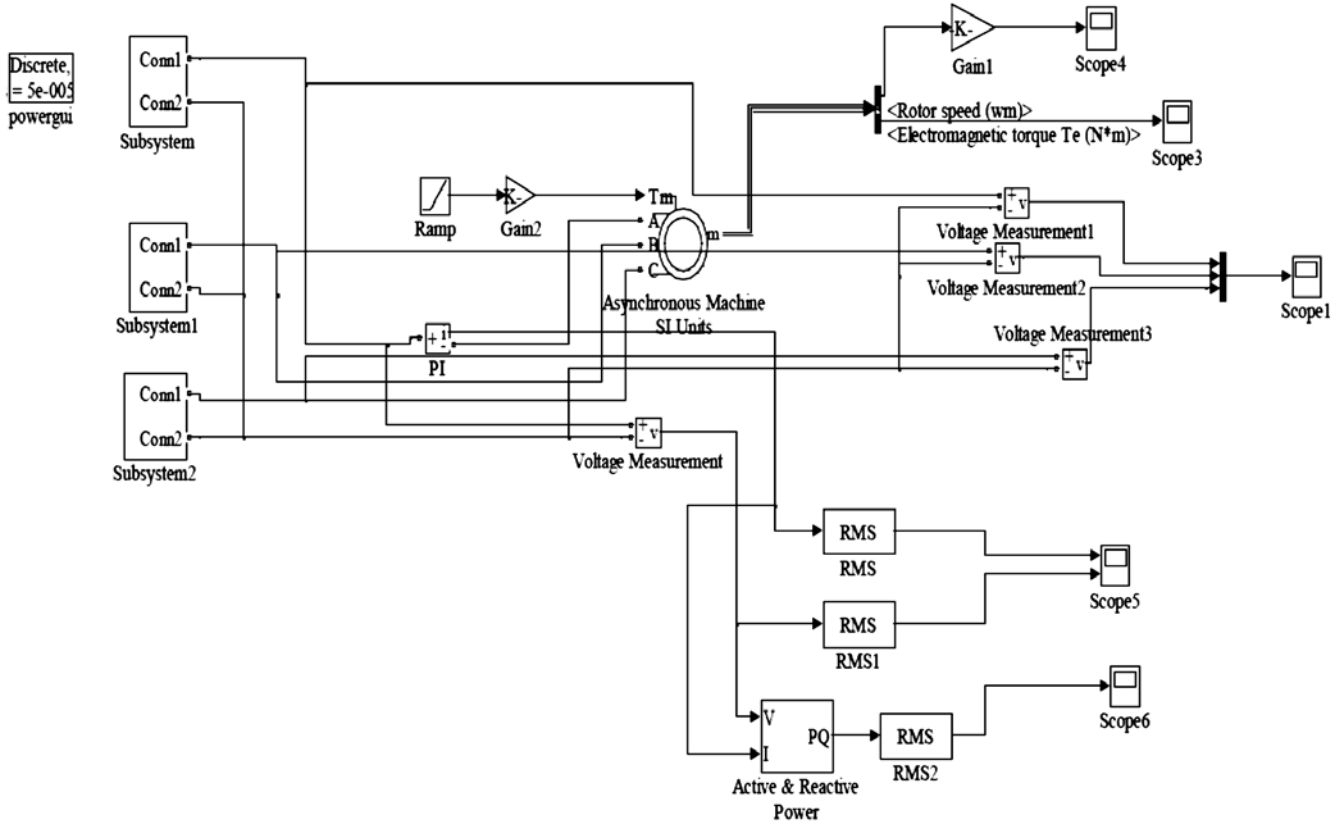 Discrete,
= 5e-005
powergui
Conn1
Conn2
Subsystem
Conn1
Conn2
Subsystem1
Conn1
Conn2
Subsystem2
Ramp
K-
Gain2
Tm
A
B
C
m
Asynchronous Machine
SI Units
K-
Gain1
Scope4
<Rotor speed (wm)>
<Electromagnetic torque Te (N*m)>
Scope3
+
-
v
Voltage Measurement1
+
-
v
Voltage Measurement2
Voltage Measurement3
+
-
v
Scope1
+
i
-
PI
+
-
v
Voltage Measurement
RMS
RMS
RMS
RMS1
Scope5
V
I
PQ
Active & Reactive
Power
RMS
RMS2
Scope6